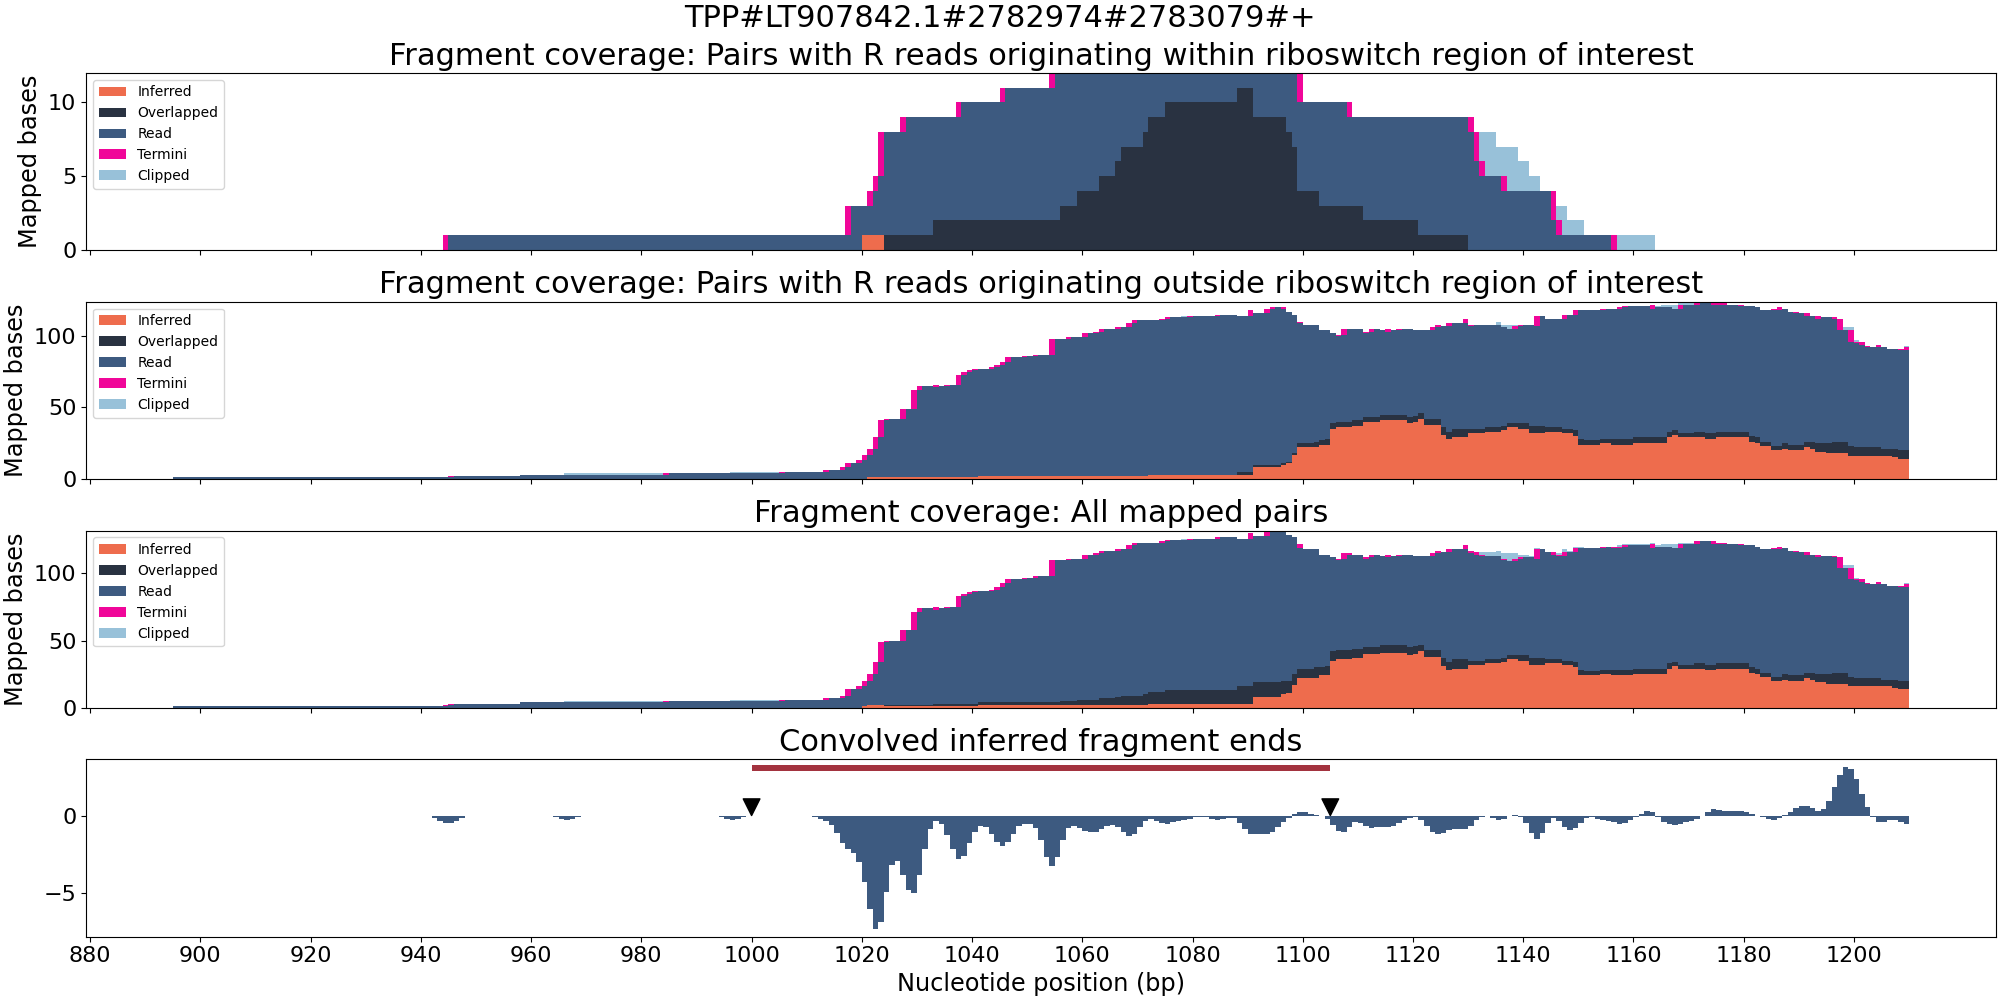 TPP#LT907842.1#2782974#2783079#+
Fragment coverage: Pairs with R reads originating within riboswitch region of interest
Mapped bases
10
5
0
Inferred
Overlapped
Read
Termini
Clipped
Fragment coverage: Pairs with R reads originating outside riboswitch region of interest
Mapped bases
100
50
0
Inferred
Overlapped
Read
Termini
Clipped
Fragment coverage: All mapped pairs
Mapped bases
100
50
0
Inferred
Overlapped
Read
Termini
Clipped
Convolved inferred fragment ends
0
−5
880 900 920 940 960 980 1000 1020 1040 1060 1080 1100 1120 1140 1160 1180 1200
Nucleotide position (bp)